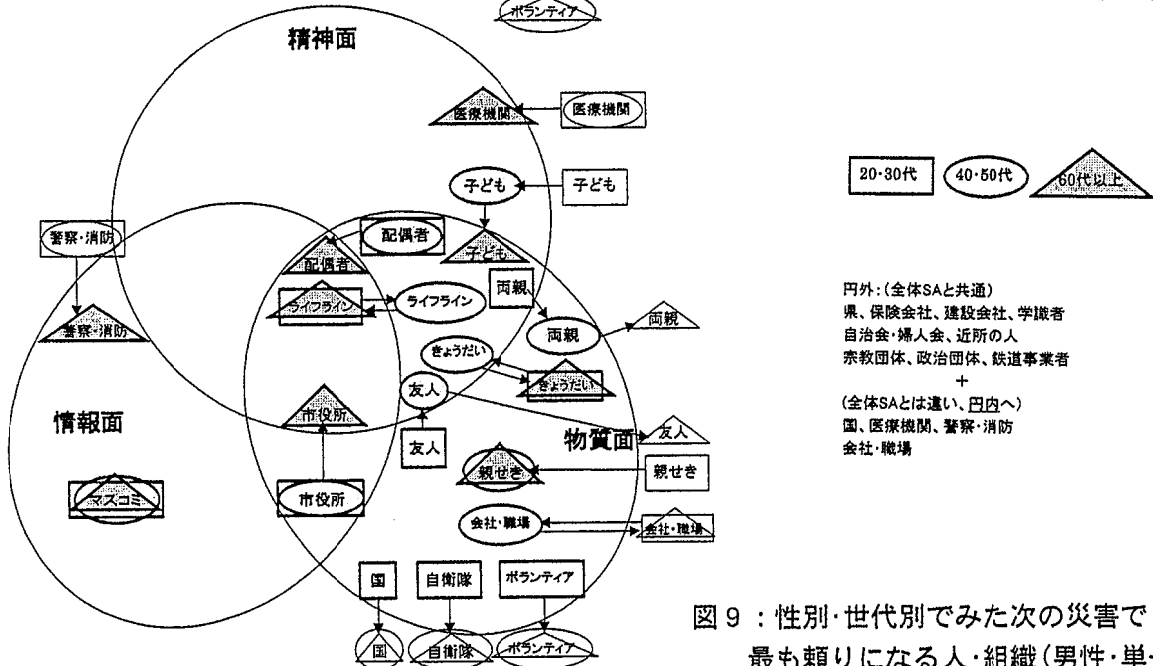 ボランティア
精神面
医療機関 医療機関
子ども 子ども
警察・消防 配偶者 子ども
配偶者
両親
ライフライン ライフライン
両親 両親
警察・消防
きょうだい きょうだい
友人
市役所 友人
情報面 友人 物質面
親せき 親せき
マスコミ 市役所
会社・職場 会社・職場
国 自衛隊 ボランティア
国 自衛隊 ボランティア
20・30代 40・50代 60代以上
円外:(全体SAと共通)
県、保険会社、建設会社、学識者
自治会・婦人会、近所の人
宗教団体、政治団体、鉄道事業者
+
(全体SAとは違い、円内へ)
国、医療機関、警察・消防
会社・職場
図9:性別・世代別でみた次の災害で
最も頼りになる人・組織(男性・単・